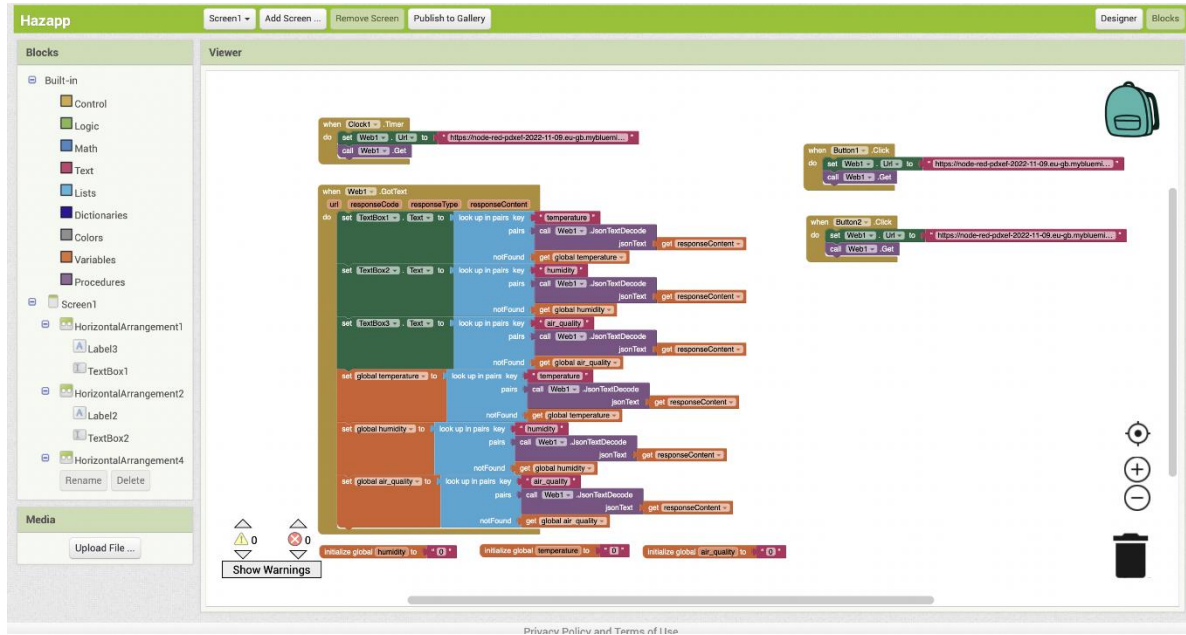 Hazapp
Screen1 Add Screen ... Remove Screen Publish to Gallery Designer Blocks
Blocks
Built-in
Control
Logic
Math
Text
Lists
Dictionaries
Colors
Variables
Procedures
Screen1
HorizontalArrangement1
Label3
TextBox1
HorizontalArrangement2
Label2
TextBox2
HorizontalArrangement4
Rename Delete
Media
Upload File ...
Viewer
when Clock1 .Timer
do set Web1 . Url to " https://node-red-pdxef-2022-11-09.eu-gb.mybluemi... "
call Web1 .Get
when Web1 .GotText
url responseCode responseType responseContent
do set TextBox1 . Text to look up in pairs key " temperature "
pairs call Web1 .JsonTextDecode
jsonText get responseContent
notFound get global temperature
set TextBox2 . Text to look up in pairs key " humidity "
pairs call Web1 .JsonTextDecode
jsonText get responseContent
notFound get global humidity
set TextBox3 . Text to look up in pairs key " air_quality "
pairs call Web1 .JsonTextDecode
jsonText get responseContent
notFound get global air_quality
set global temperature to look up in pairs key " temperature "
pairs call Web1 .JsonTextDecode
jsonText get responseContent
notFound get global temperature
set global humidity to look up in pairs key " humidity "
pairs call Web1 .JsonTextDecode
jsonText get responseContent
notFound get global humidity
set global air_quality to look up in pairs key " air_quality "
pairs call Web1 .JsonTextDecode
jsonText get responseContent
notFound get global air_quality
initialize global humidity to " 0 " initialize global temperature to " 0 " initialize global air_quality to " 0 "
when Button1 .Click
do set Web1 . Url to " https://node-red-pdxef-2022-11-09.eu-gb.mybluemi... "
call Web1 .Get
when Button2 .Click
do set Web1 . Url to " https://node-red-pdxef-2022-11-09.eu-gb.mybluemi... "
call Web1 .Get
0 0
Show Warnings
Privacy Policy and Terms of Use